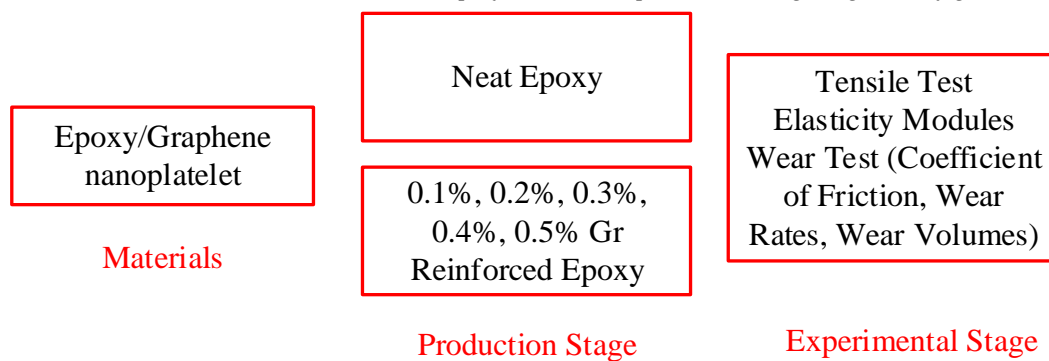 Epoxy/Graphene
nanoplatelet
Materials
Neat Epoxy
0.1%, 0.2%, 0.3%,
0.4%, 0.5% Gr
Reinforced Epoxy
Production Stage
Tensile Test
Elasticity Modules
Wear Test (Coefficient
of Friction, Wear
Rates, Wear Volumes)
Experimental Stage